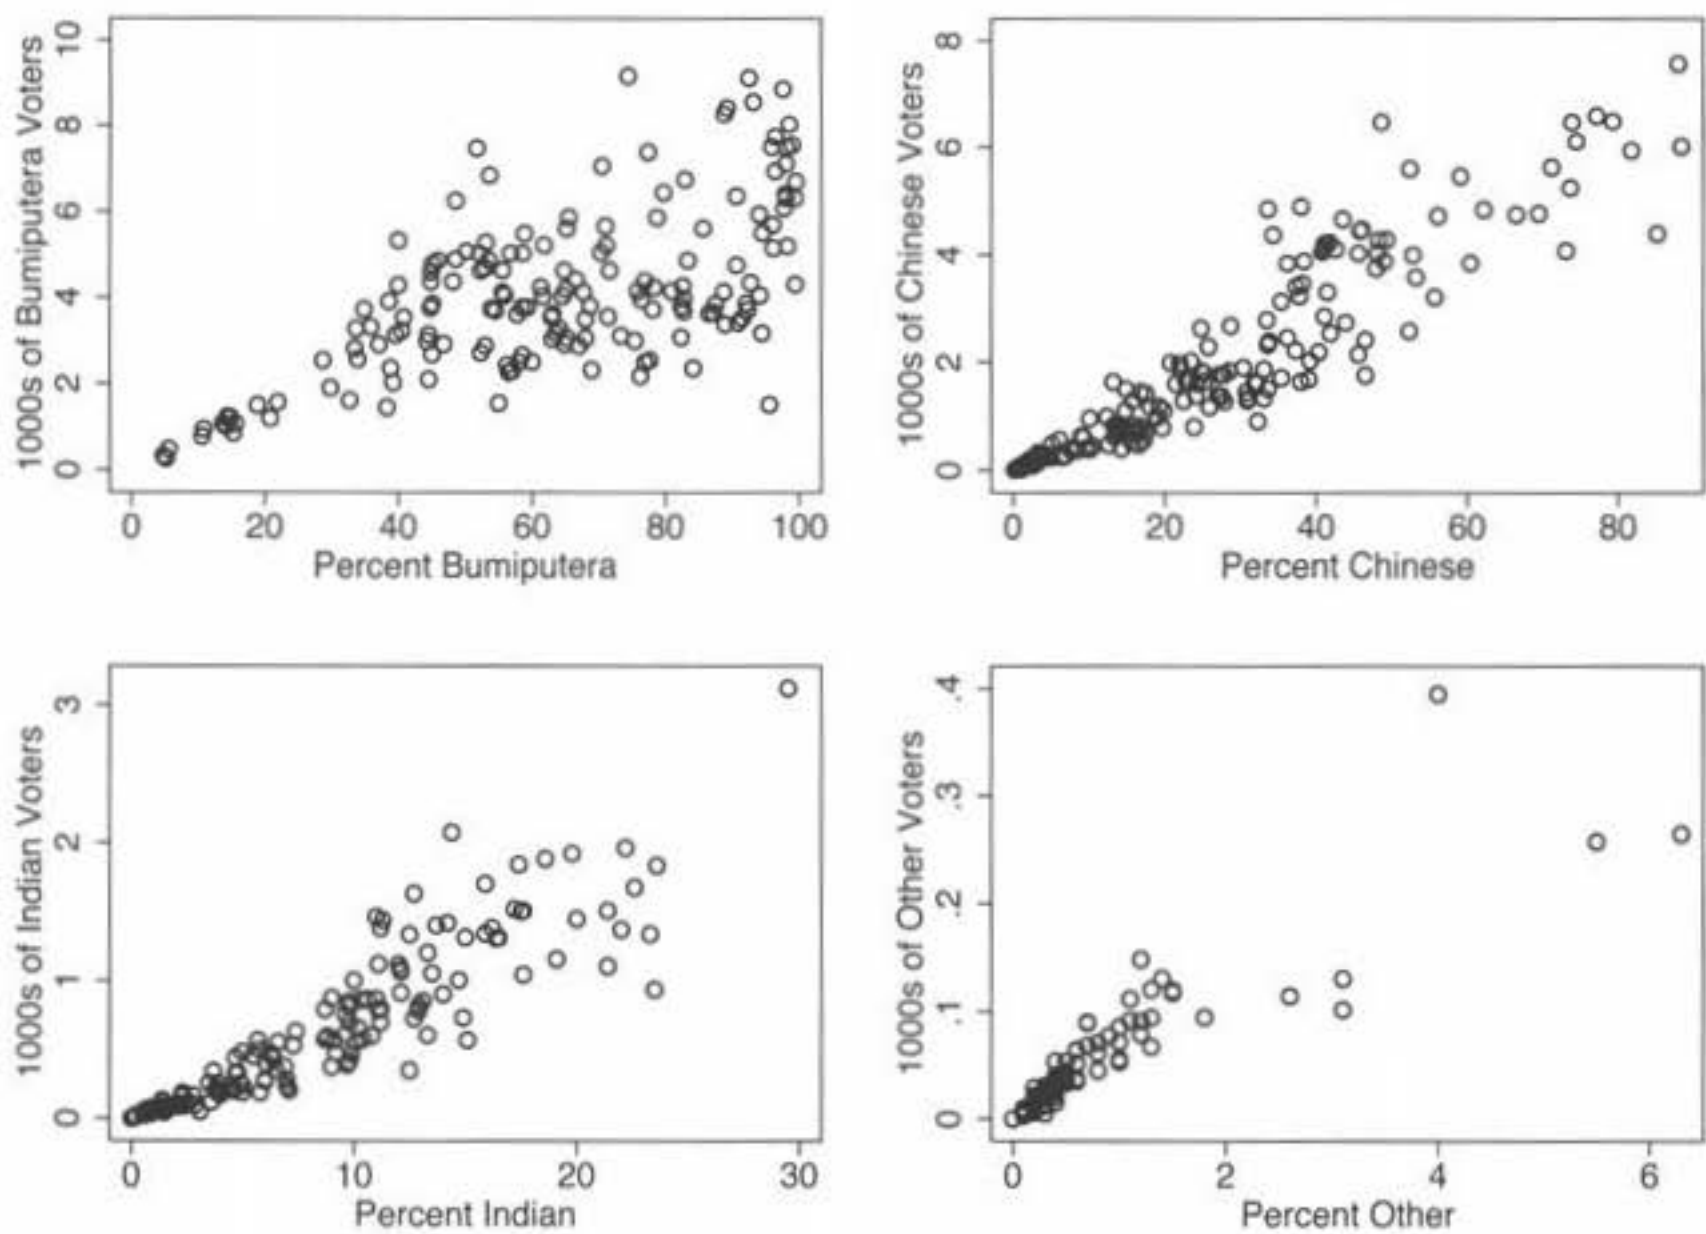 1000s of Bumiputera Voters
10
8
6
4
2
0
0 20 40 60 80 100
Percent Bumiputera
1000s of Chinese Voters
8
6
4
2
0
0 20 40 60 80
Percent Chinese
1000s of Indian Voters
3
2
1
0
0 10 20 30
Percent Indian
1000s of Other Voters
.4
.3
.2
.1
0
0 2 4 6
Percent Other